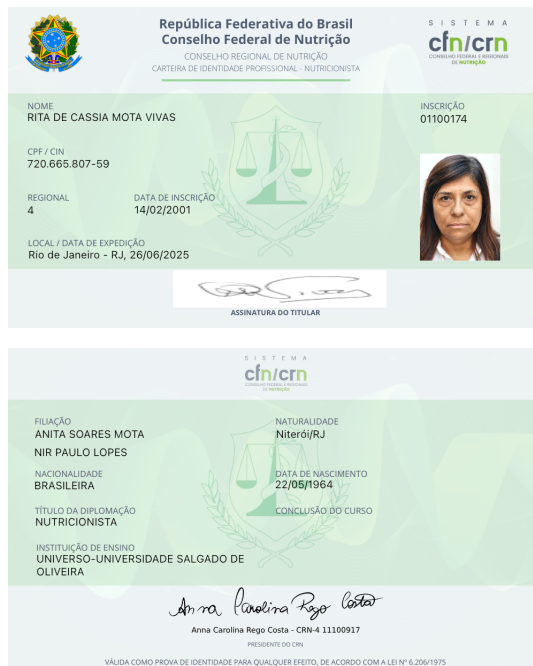 República Federativa do Brasil
Conselho Federal de Nutrição
CONSELHO REGIONAL DE NUTRIÇÃO
CARTEIRA DE IDENTIDADE PROFISSIONAL - NUTRICIONISTA
SISTEMA
cfn/crn
CONSELHO FEDERAL E REGIONAIS
DE NUTRIÇÃO
NOME
RITA DE CASSIA MOTA VIVAS
INSCRIÇÃO
01100174
CPF / CIN
720.665.807-59
REGIONAL
4
DATA DE INSCRIÇÃO
14/02/2001
LOCAL / DATA DE EXPEDIÇÃO
Rio de Janeiro - RJ, 26/06/2025
ASSINATURA DO TITULAR
SISTEMA
cfn/crn
CONSELHO FEDERAL E REGIONAIS
DE NUTRIÇÃO
FILIAÇÃO
ANITA SOARES MOTA
NIR PAULO LOPES
NATURALIDADE
Niterói/RJ
NACIONALIDADE
BRASILEIRA
DATA DE NASCIMENTO
22/05/1964
TÍTULO DA DIPLOMAÇÃO
NUTRICIONISTA
CONCLUSÃO DO CURSO
INSTITUIÇÃO DE ENSINO
UNIVERSO-UNIVERSIDADE SALGADO DE
OLIVEIRA
Anna Carolina Rego Costa
Anna Carolina Rego Costa - CRN-4 11100917
PRESIDENTE DO CRN
VÁLIDA COMO PROVA DE IDENTIDADE PARA QUALQUER EFEITO, DE ACORDO COM A LEI Nº 6.206/1975